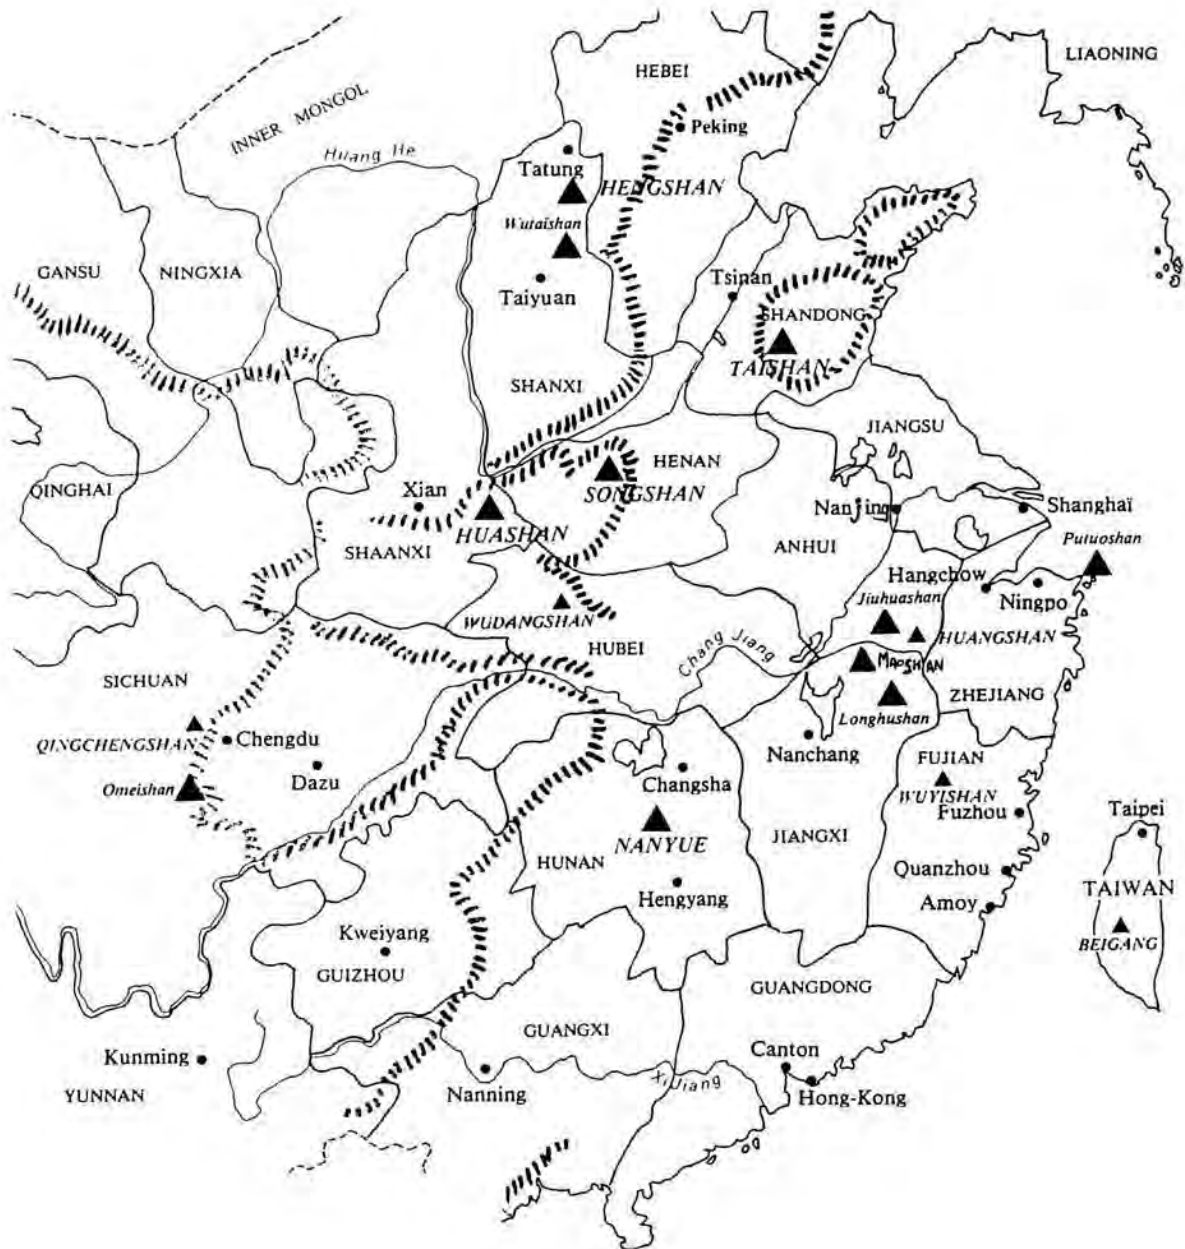 LIAONING
HEBEI
INNER MONGOL
Peking
Huang He
Tatung
HENGSHAN
Wutaïshan
GANSU
NINGXIA
Tsinan
Taiyuan
SHANDONG
TAISHAN
SHANXI
JIANGSU
HENAN
QINGHAI
Xian
SONGSHAN
Nanjing
Shanghaï
HUASHAN
SHAANXI
ANHUI
Putuoshan
Hangchow
Ningpo
Jiuhuashan
WUDANGSHAN
HUANGSHAN
HUBEI
Chang Jiang
MaoSHAN
SICHUAN
ZHEJIANG
Longhushan
QINGCHENGSHAN
Chengdu
Nanchang
FUJIAN
Dazu
Omeishan
Changsha
WUYISHAN
Fuzhou
Taipei
NANYUE
JIANGXI
HUNAN
Quanzhou
TAIWAN
Hengyang
Amoy
Kweiyang
BEIGANG
GUIZHOU
GUANGDONG
GUANGXI
Kunming
Canton
XiJiang
YUNNAN
Nanning
Hong-Kong